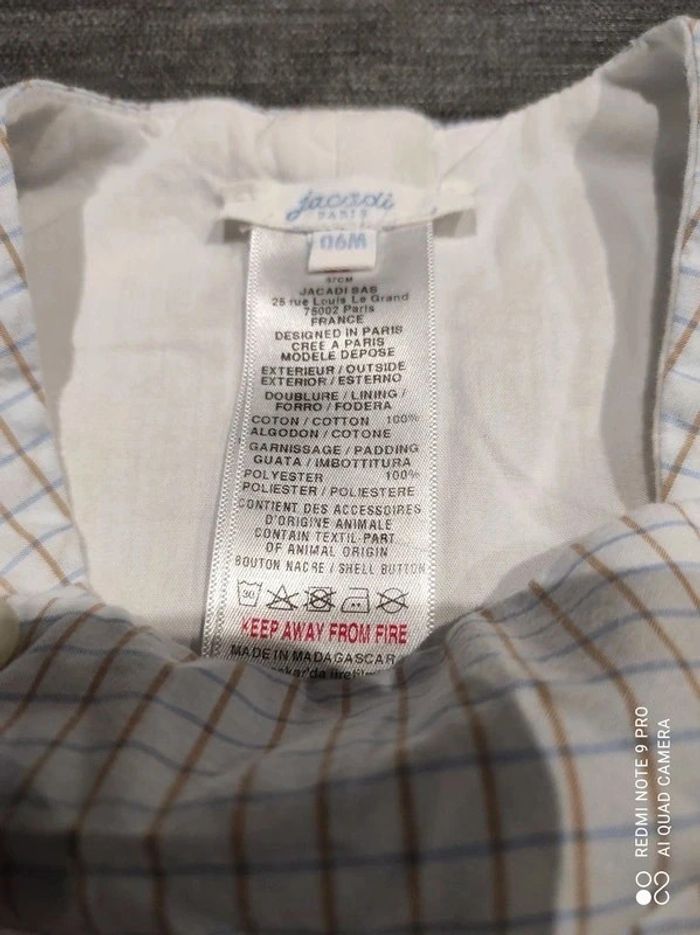 jacadi
PARIS
06M
67CM
JACADI SAS
25 rue Louis Le Grand
75002 Paris
FRANCE
DESIGNED IN PARIS
CREE A PARIS
MODELE DEPOSE
EXTERIEUR / OUTSIDE
EXTERIOR / ESTERNO
DOUBLURE / LINING /
FORRO / FODERA
COTON / COTTON 100%
ALGODON / COTONE
GARNISSAGE / PADDING
GUATA / IMBOTTITURA
POLYESTER 100%
POLIESTER / POLIESTERE
CONTIENT DES ACCESSOIRES
D'ORIGINE ANIMALE
CONTAIN TEXTIL-PART
OF ANIMAL ORIGIN
BOUTON NACRE / SHELL BUTTON
30
KEEP AWAY FROM FIRE
MADE IN MADAGASCAR
REDMI NOTE 9 PRO
AI QUAD CAMERA